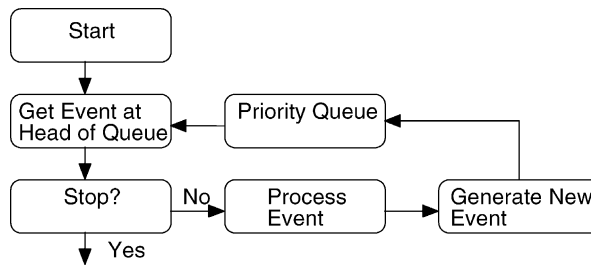 Start
Get Event at
Head of Queue
Priority Queue
Stop?
No
Process
Event
Generate New
Event
Yes